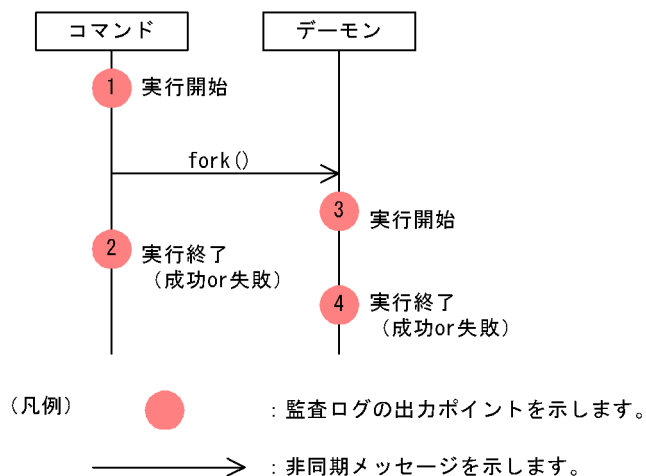 コマンド
デーモン
1 実行開始
fork()
3 実行開始
2 実行終了
(成功or失敗)
4 実行終了
(成功or失敗)
(凡例)
：監査ログの出力ポイントを示します。
：非同期メッセージを示します。